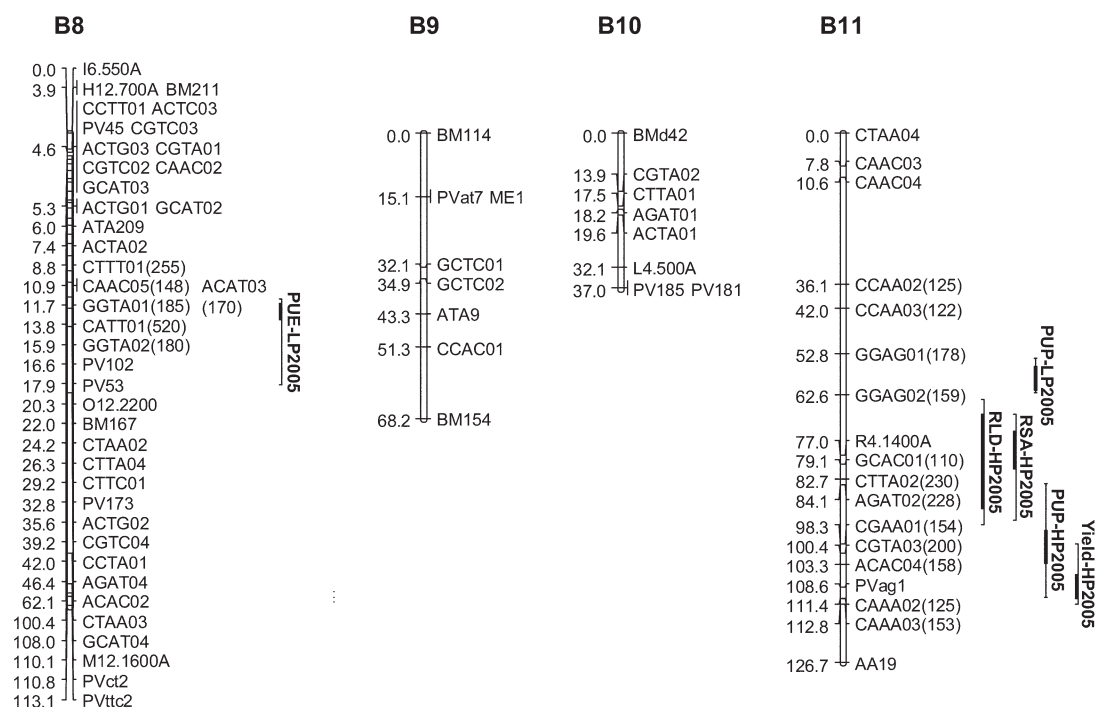 B8
0.0 I6.550A
3.9 H12.700A BM211
CCTT01 ACTC03
PV45 CGTC03
4.6 ACTG03 CGTA01
CGTC02 CAAC02
GCAT03
5.3 ACTG01 GCAT02
6.0 ATA209
7.4 ACTA02
8.8 CTTT01(255)
10.9 CAAC05(148) ACAT03
11.7 GGTA01(185) (170)
13.8 CATT01(520)
15.9 GGTA02(180)
16.6 PV102
17.9 PV53
20.3 O12.2200
22.0 BM167
24.2 CTAA02
26.3 CTTA04
29.2 CTTC01
32.8 PV173
35.6 ACTG02
39.2 CGTC04
42.0 CCTA01
46.4 AGAT04
62.1 ACAC02
100.4 CTAA03
108.0 GCAT04
110.1 M12.1600A
110.8 PVct2
113.1 PVttc2
PUE-LP2005
B9
0.0 BM114
15.1 PVat7 ME1
32.1 GCTC01
34.9 GCTC02
43.3 ATA9
51.3 CCAC01
68.2 BM154
B10
0.0 BMd42
13.9 CGTA02
17.5 CTTA01
18.2 AGAT01
19.6 ACTA01
32.1 L4.500A
37.0 PV185 PV181
B11
0.0 CTAA04
7.8 CAAC03
10.6 CAAC04
36.1 CCAA02(125)
42.0 CCAA03(122)
52.8 GGAG01(178)
62.6 GGAG02(159)
77.0 R4.1400A
79.1 GCAC01(110)
82.7 CTTA02(230)
84.1 AGAT02(228)
98.3 CGAA01(154)
100.4 CGTA03(200)
103.3 ACAC04(158)
108.6 PVag1
111.4 CAAA02(125)
112.8 CAAA03(153)
126.7 AA19
RLD-HP2005
RSA-HP2005
PUP-LP2005
PUP-HP2005
Yield-HP2005